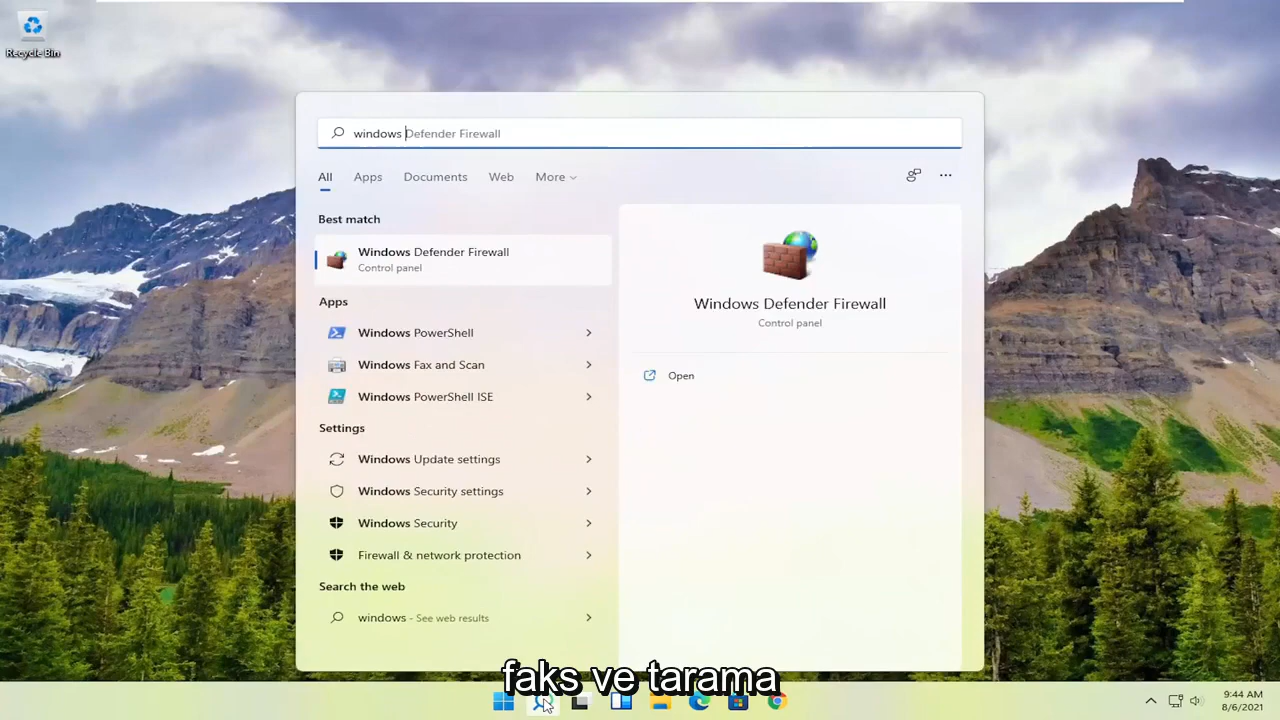 Recycle Bin
windows Defender Firewall
All Apps Documents Web More
Best match
Windows Defender Firewall
Control panel
Apps
Windows PowerShell
Windows Fax and Scan
Windows PowerShell ISE
Settings
Windows Update settings
Windows Security settings
Windows Security
Firewall & network protection
Search the web
windows - See web results
Windows Defender Firewall
Control panel
Open
faks ve tarama
9:44 AM
8/6/2021